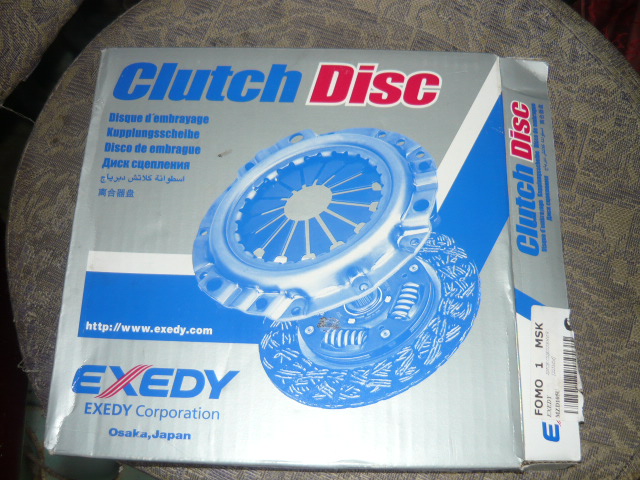 Clutch Disc
Disque d'embrayage
Kupplungsscheibe
Disco de embrague
Диск сцепления
اسطوانة كلاتش دبرياج
离合器盘
http://www.exedy.com
EXEDY
EXEDY Corporation
Osaka, Japan
Clutch Disc
FOMO 1 MSK
EXEDY